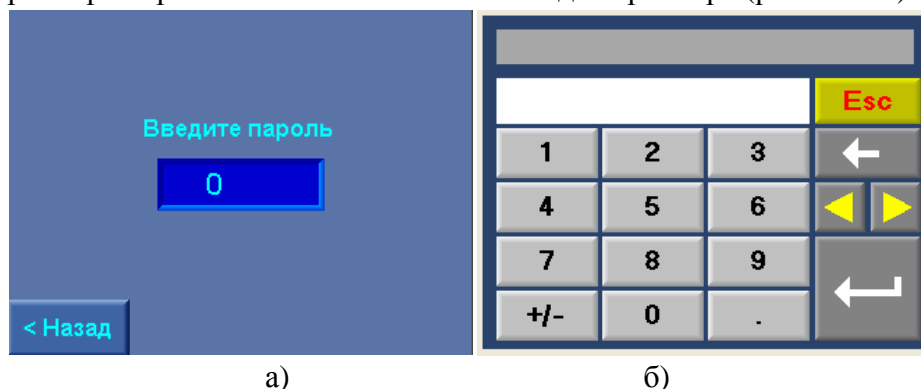 Введите пароль
0
< Назад
Esc
1 2 3
4 5 6
7 8 9
+/- 0 .
а) б)